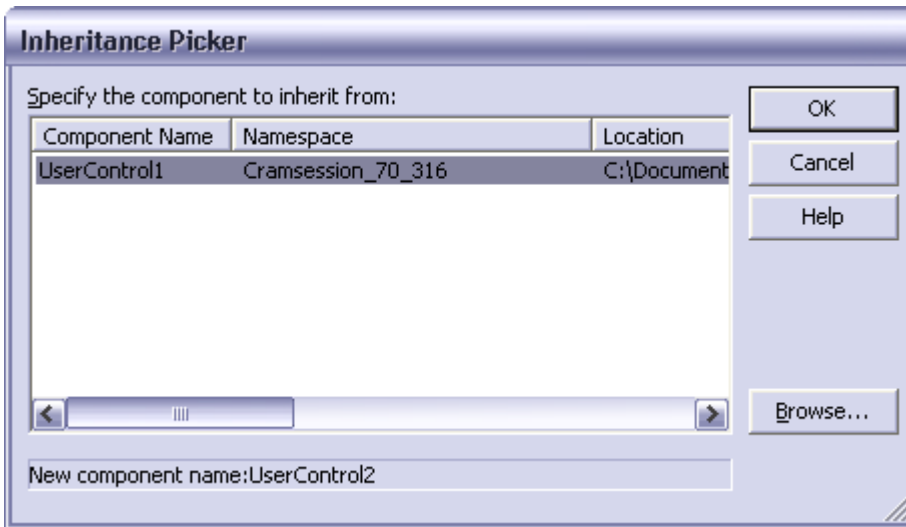 Inheritance Picker
Specify the component to inherit from:
Component Name Namespace Location
UserControl1 Cramsession_70_316 C:\Document
OK
Cancel
Help
Browse...
New component name:UserControl2